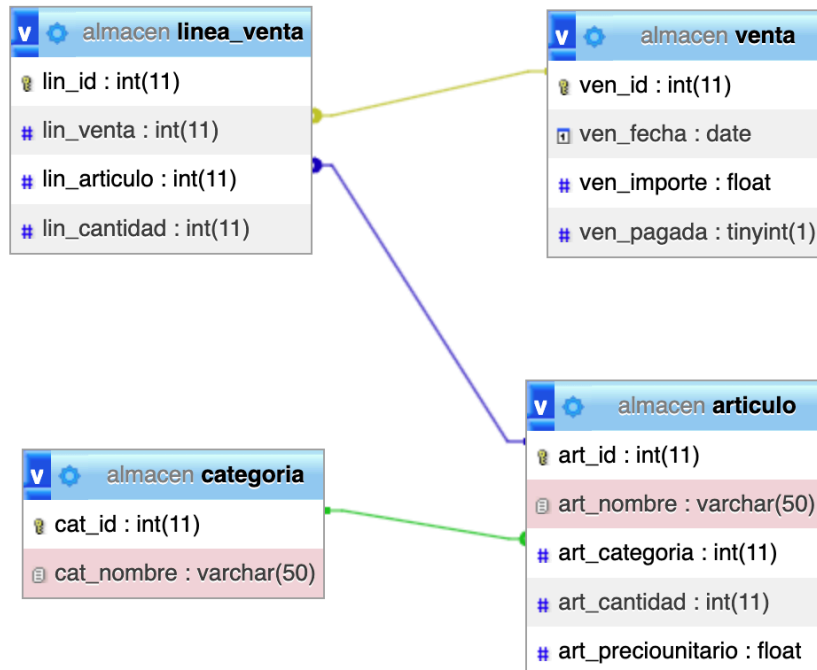 v almacen linea_venta
lin_id : int(11)
# lin_venta : int(11)
# lin_articulo : int(11)
# lin_cantidad : int(11)
v almacen venta
ven_id : int(11)
ven_fecha : date
# ven_importe : float
# ven_pagada : tinyint(1)
v almacen categoria
cat_id : int(11)
cat_nombre : varchar(50)
v almacen articulo
art_id : int(11)
art_nombre : varchar(50)
# art_categoria : int(11)
# art_cantidad : int(11)
# art_preciounitario : float